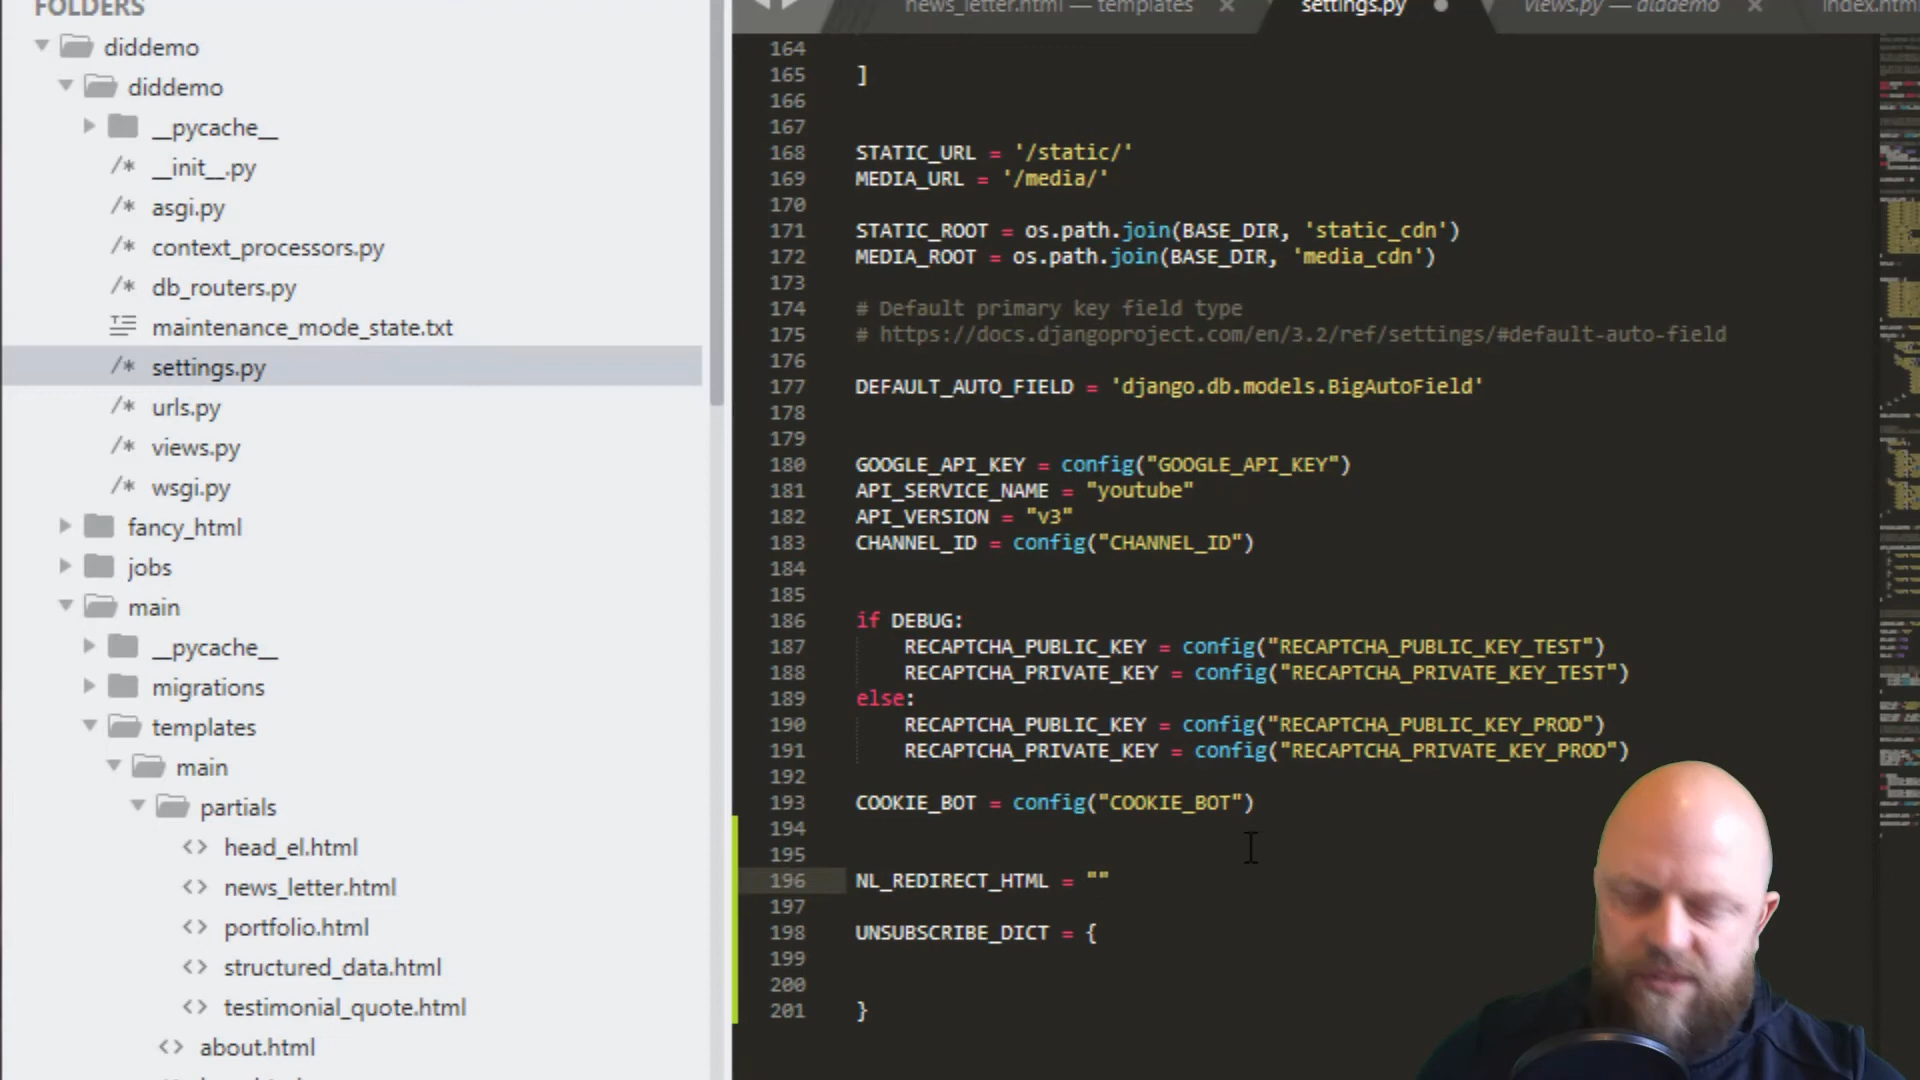 FOLDERS
diddemo
diddemo
__pycache__
/* __init__.py
/* asgi.py
/* context_processors.py
/* db_routers.py
maintenance_mode_state.txt
/* settings.py
/* urls.py
/* views.py
/* wsgi.py
fancy_html
jobs
main
__pycache__
migrations
templates
main
partials
<> head_el.html
<> news_letter.html
<> portfolio.html
<> structured_data.html
<> testimonial_quote.html
<> about.html
news_letter.html — templates ×
settings.py
views.py — diddemo ×
index.html
164
165 ]
166
167
168 STATIC_URL = '/static/'
169 MEDIA_URL = '/media/'
170
171 STATIC_ROOT = os.path.join(BASE_DIR, 'static_cdn')
172 MEDIA_ROOT = os.path.join(BASE_DIR, 'media_cdn')
173
174 # Default primary key field type
175 # https://docs.djangoproject.com/en/3.2/ref/settings/#default-auto-field
176
177 DEFAULT_AUTO_FIELD = 'django.db.models.BigAutoField'
178
179
180 GOOGLE_API_KEY = config("GOOGLE_API_KEY")
181 API_SERVICE_NAME = "youtube"
182 API_VERSION = "v3"
183 CHANNEL_ID = config("CHANNEL_ID")
184
185
186 if DEBUG:
187 RECAPTCHA_PUBLIC_KEY = config("RECAPTCHA_PUBLIC_KEY_TEST")
188 RECAPTCHA_PRIVATE_KEY = config("RECAPTCHA_PRIVATE_KEY_TEST")
189 else:
190 RECAPTCHA_PUBLIC_KEY = config("RECAPTCHA_PUBLIC_KEY_PROD")
191 RECAPTCHA_PRIVATE_KEY = config("RECAPTCHA_PRIVATE_KEY_PROD")
192
193 COOKIE_BOT = config("COOKIE_BOT")
194
195
196 NL_REDIRECT_HTML = ""
197
198 UNSUBSCRIBE_DICT = {
199
200
201 }